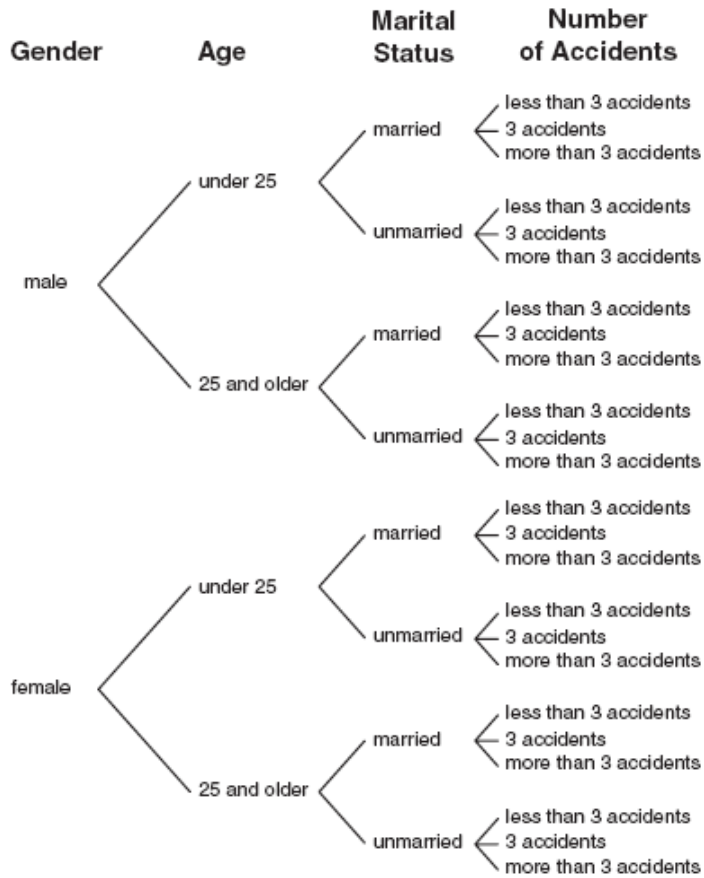 Gender Age Marital Status Number of Accidents
less than 3 accidents
married 3 accidents
more than 3 accidents
under 25
less than 3 accidents
unmarried 3 accidents
more than 3 accidents
male
less than 3 accidents
married 3 accidents
more than 3 accidents
25 and older
less than 3 accidents
unmarried 3 accidents
more than 3 accidents
less than 3 accidents
married 3 accidents
more than 3 accidents
under 25
less than 3 accidents
unmarried 3 accidents
more than 3 accidents
female
less than 3 accidents
married 3 accidents
more than 3 accidents
25 and older
less than 3 accidents
unmarried 3 accidents
more than 3 accidents